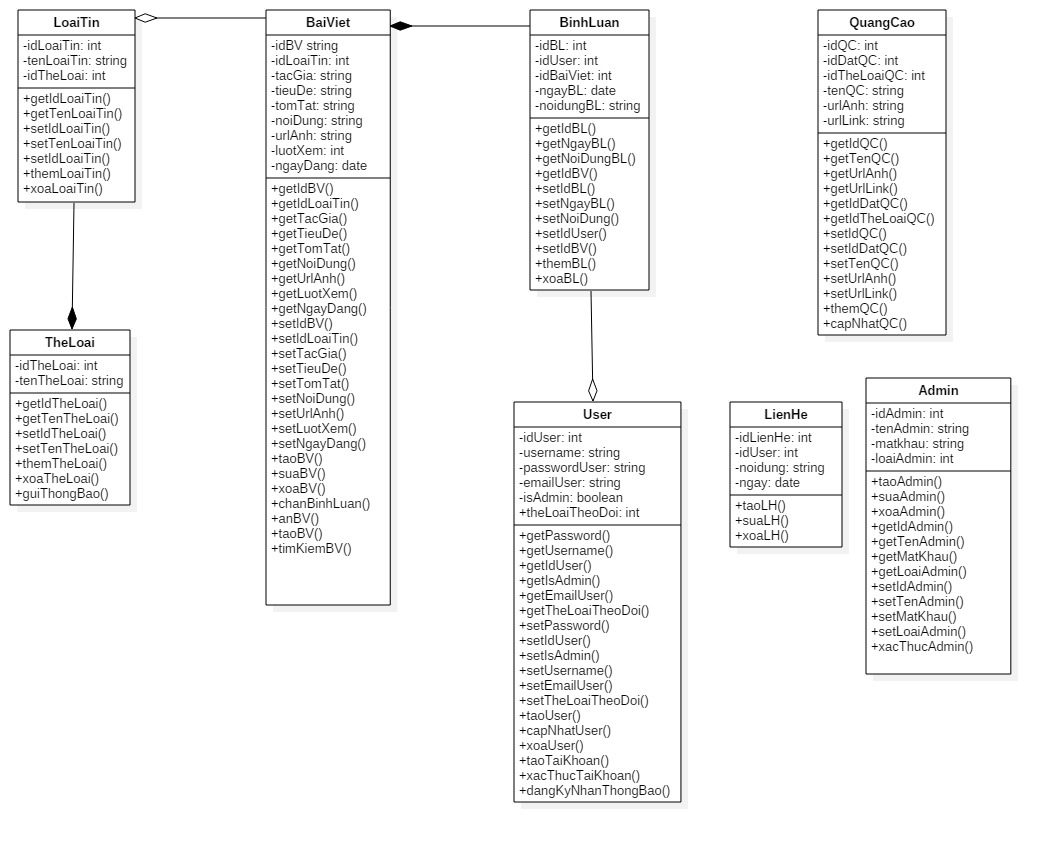 LoaiTin
-idLoaiTin: int
-tenLoaiTin: string
-idTheLoai: int
+getIdLoaiTin()
+getTenLoaiTin()
+setIdLoaiTin()
+setTenLoaiTin()
+setIdLoaiTin()
+themLoaiTin()
+xoaLoaiTin()
TheLoai
-idTheLoai: int
-tenTheLoai: string
+getIdTheLoai()
+getTenTheLoai()
+setIdTheLoai()
+setTenTheLoai()
+themTheLoai()
+xoaTheLoai()
+guiThongBao()
BaiViet
-idBV string
-idLoaiTin: int
-tacGia: string
-tieuDe: string
-tomTat: string
-noiDung: string
-urlAnh: string
-luotXem: int
-ngayDang: date
+getIdBV()
+getIdLoaiTin()
+getTacGia()
+getTieuDe()
+getTomTat()
+getNoiDung()
+getUrlAnh()
+getLuotXem()
+getNgayDang()
+setIdBV()
+setIdLoaiTin()
+setTacGia()
+setTieuDe()
+setTomTat()
+setNoiDung()
+setUrlAnh()
+setLuotXem()
+setNgayDang()
+taoBV()
+suaBV()
+xoaBV()
+chanBinhLuan()
+anBV()
+taoBV()
+timKiemBV()
BinhLuan
-idBL: int
-idUser: int
-idBaiViet: int
-ngayBL: date
-noidungBL: string
+getIdBL()
+getNgayBL()
+getNoiDungBL()
+getIdBV()
+setIdBL()
+setNgayBL()
+setNoiDung()
+setIdUser()
+setIdBV()
+themBL()
+xoaBL()
User
-idUser: int
-username: string
-passwordUser: string
-emailUser: string
-isAdmin: boolean
+theLoaiTheoDoi: int
+getPassword()
+getUsername()
+getIdUser()
+getIsAdmin()
+getEmailUser()
+getTheLoaiTheoDoi()
+setPassword()
+setIdUser()
+setIsAdmin()
+setUsername()
+setEmailUser()
+setTheLoaiTheoDoi()
+taoUser()
+capNhatUser()
+xoaUser()
+taoTaiKhoan()
+xacThucTaiKhoan()
+dangKyNhanThongBao()
QuangCao
-idQC: int
-idDatQC: int
-idTheLoaiQC: int
-tenQC: string
-urlAnh: string
-urlLink: string
+getIdQC()
+getTenQC()
+getUrlAnh()
+getUrlLink()
+getIdDatQC()
+getIdTheLoaiQC()
+setIdQC()
+setIdDatQC()
+setTenQC()
+setUrlAnh()
+setUrlLink()
+themQC()
+capNhatQC()
LienHe
-idLienHe: int
-idUser: int
-noidung: string
-ngay: date
+taoLH()
+suaLH()
+xoaLH()
Admin
-idAdmin: int
-tenAdmin: string
-matkhau: string
-loaiAdmin: int
+taoAdmin()
+suaAdmin()
+xoaAdmin()
+getIdAdmin()
+getTenAdmin()
+getMatKhau()
+getLoaiAdmin()
+setIdAdmin()
+setTenAdmin()
+setMatKhau()
+setLoaiAdmin()
+xacThucAdmin()